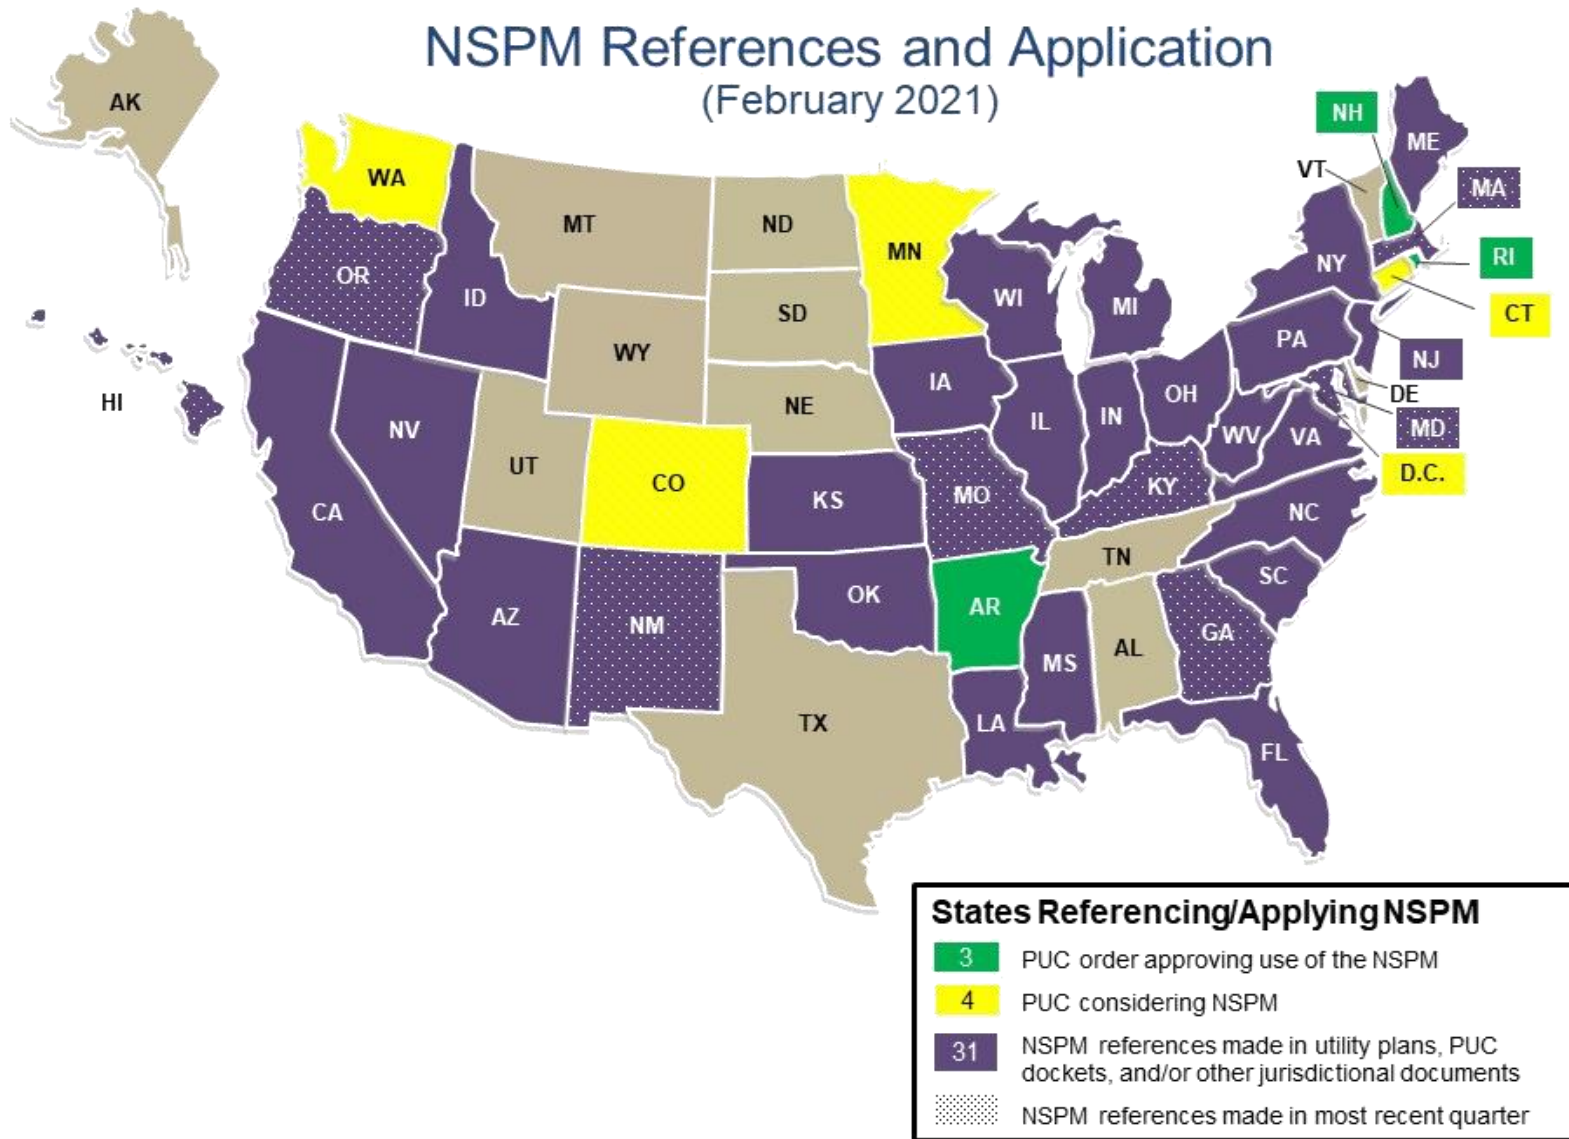 NSPM References and Application
(February 2021)
AK
NH
ME
VT
WA
MA
MT
ND
MN
OR
NY
RI
ID
WI
SD
MI
CT
WY
PA
NJ
IA
OH
DE
HI
NE
IL
IN
NV
WV
VA
MD
UT
CO
D.C.
KS
MO
KY
CA
NC
TN
SC
OK
AR
AZ
NM
GA
AL
MS
TX
LA
FL
States Referencing/Applying NSPM
3 PUC order approving use of the NSPM
4 PUC considering NSPM
31 NSPM references made in utility plans, PUC
dockets, and/or other jurisdictional documents
NSPM references made in most recent quarter